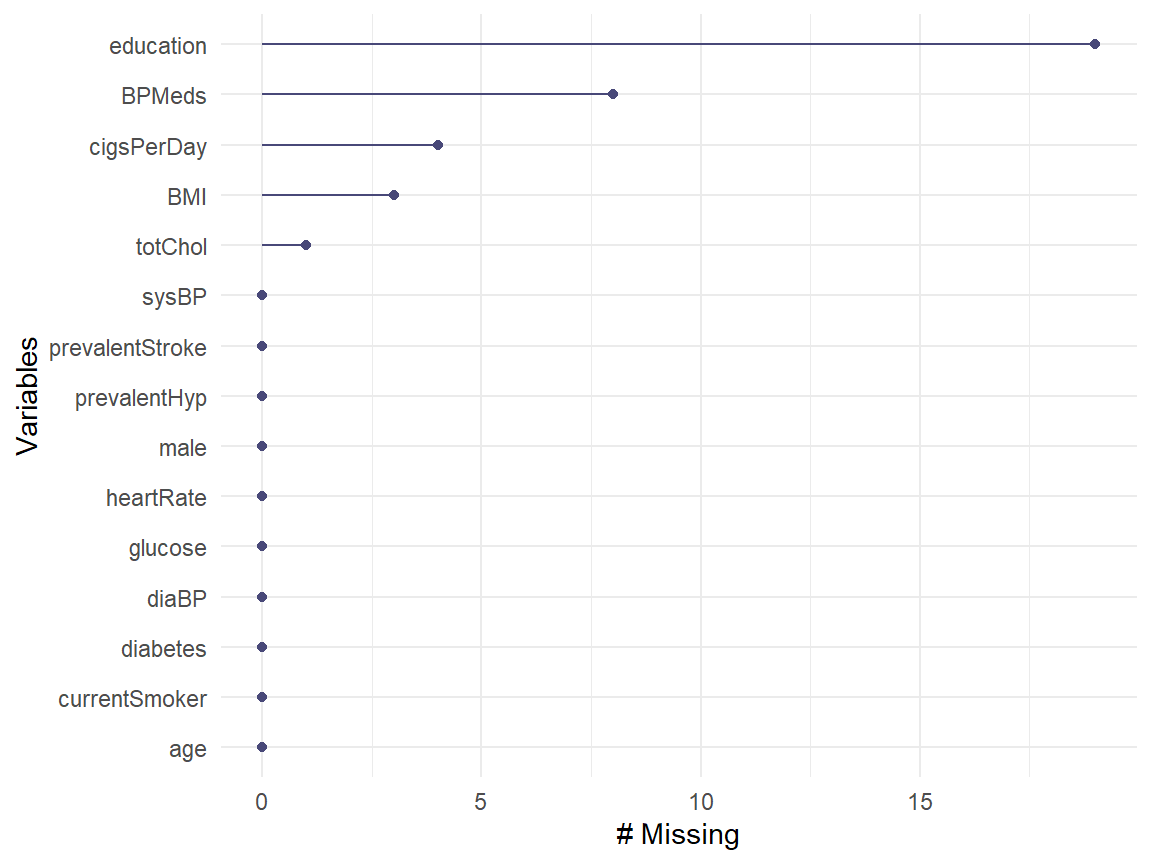 education
BPMeds
cigsPerDay
BMI
totChol
sysBP
prevalentStroke
prevalentHyp
male
heartRate
glucose
diaBP
diabetes
currentSmoker
age
Variables
0 5 10 15
# Missing